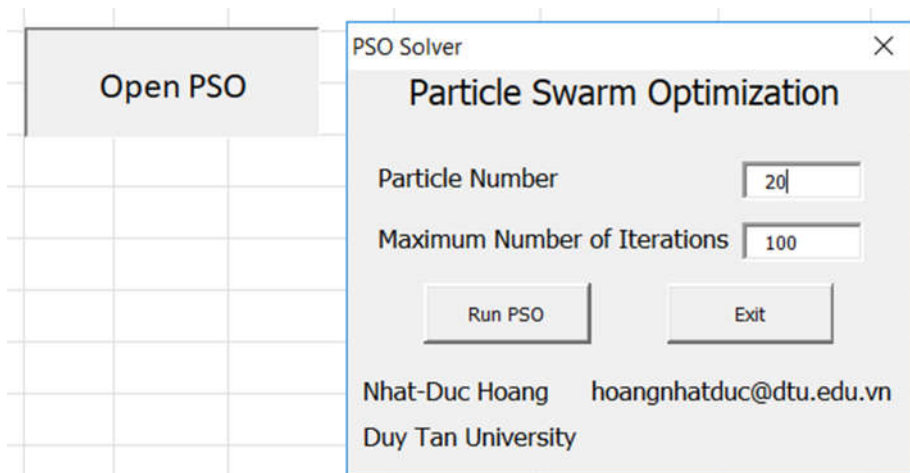 Open PSO
PSO Solver
Particle Swarm Optimization
Particle Number 20
Maximum Number of Iterations 100
Run PSO Exit
Nhat-Duc Hoang hoangnhatduc@dtu.edu.vn
Duy Tan University